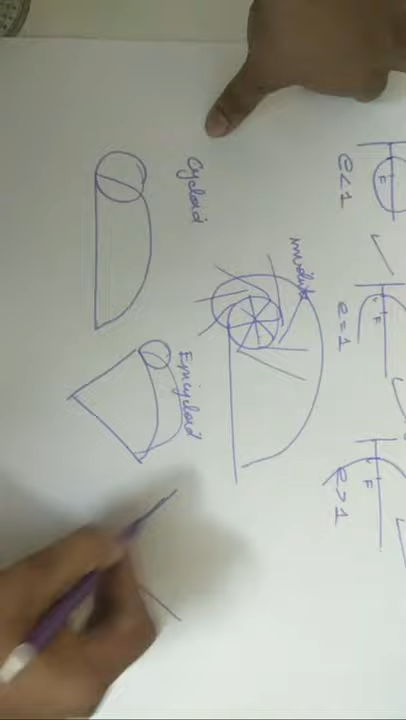 e<1
F
e=1
F
e>1
F
involute
Cycloid
Epicycloid